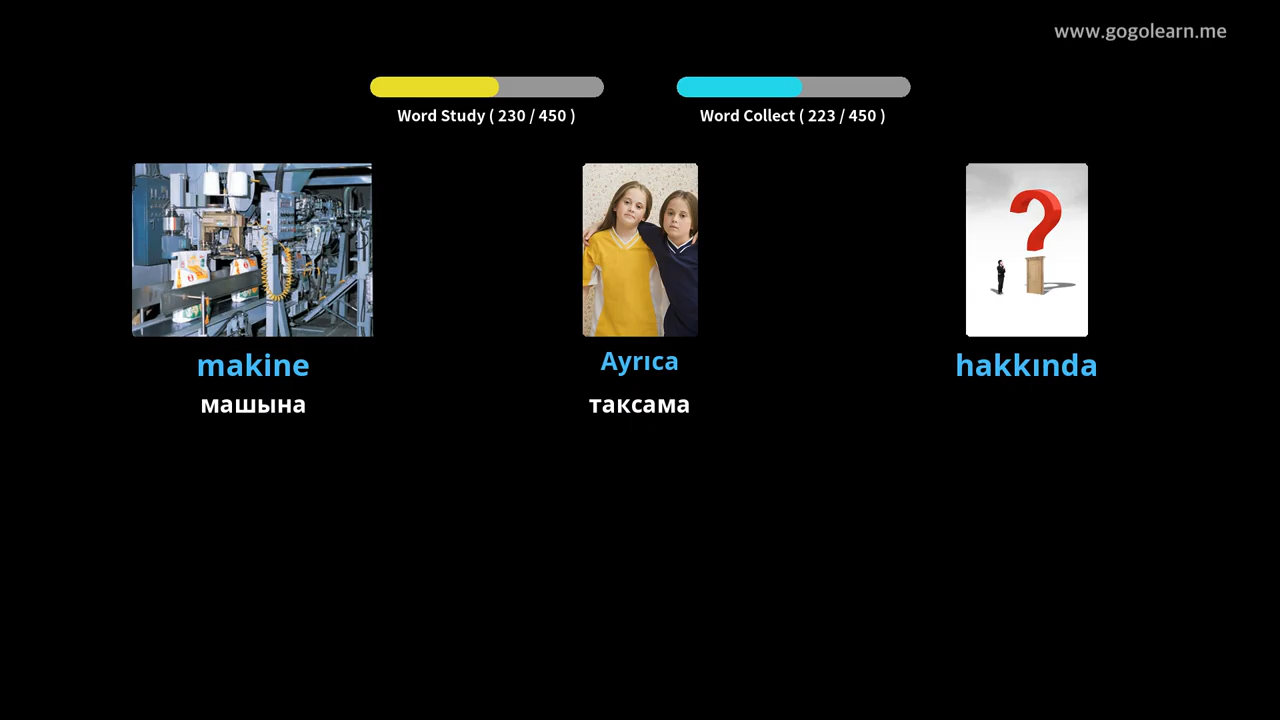 www.gogolearn.me
Word Study ( 230 / 450 )
Word Collect ( 223 / 450 )
makine
Ayrıca
hakkında
машына
таксама